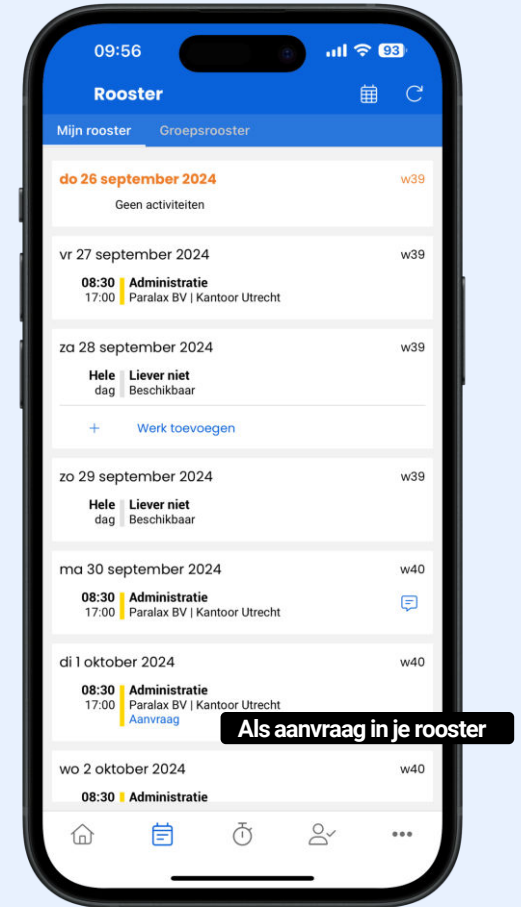 09:56 93
Rooster
Mijn rooster Groepsrooster
do 26 september 2024 w39
Geen activiteiten
vr 27 september 2024 w39
08:30 Administratie
17:00 Paralax BV | Kantoor Utrecht
za 28 september 2024 w39
Hele Liever niet
dag Beschikbaar
+ Werk toevoegen
zo 29 september 2024 w39
Hele Liever niet
dag Beschikbaar
ma 30 september 2024 w40
08:30 Administratie
17:00 Paralax BV | Kantoor Utrecht
di 1 oktober 2024 w40
08:30 Administratie
17:00 Paralax BV | Kantoor Utrecht
Aanvraag
Als aanvraag in je rooster
wo 2 oktober 2024 w40
08:30 Administratie